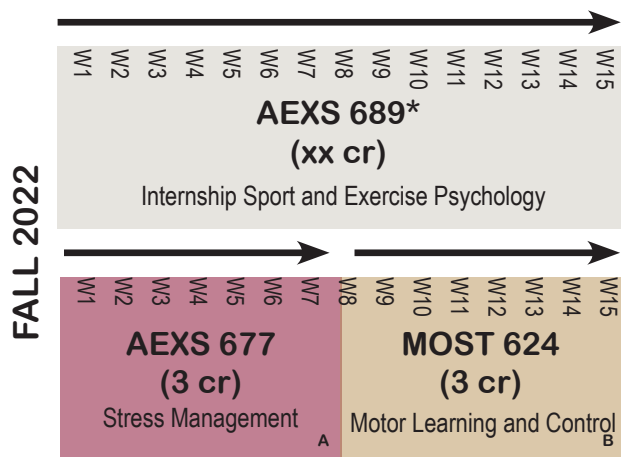 FALL 2022
W1 W2 W3 W4 W5 W6 W7 W8 W9 W10 W11 W12 W13 W14 W15
AEXS 689*
(xx cr)
Internship Sport and Exercise Psychology
W1 W2 W3 W4 W5 W6 W7 W8 W9 W10 W11 W12 W13 W14 W15
AEXS 677
(3 cr)
Stress Management
A
MOST 624
(3 cr)
Motor Learning and Control
B